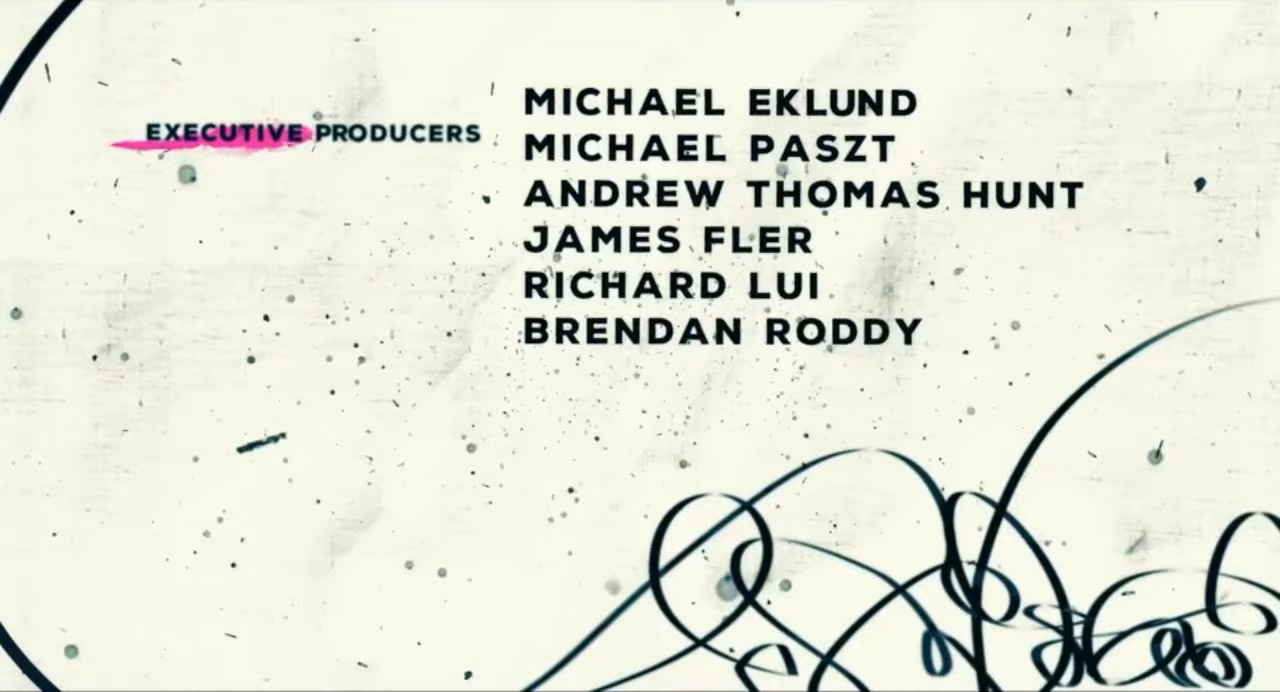 EXECUTIVE PRODUCERS
MICHAEL EKLUND
MICHAEL PASZT
ANDREW THOMAS HUNT
JAMES FLER
RICHARD LUI
BRENDAN RODDY